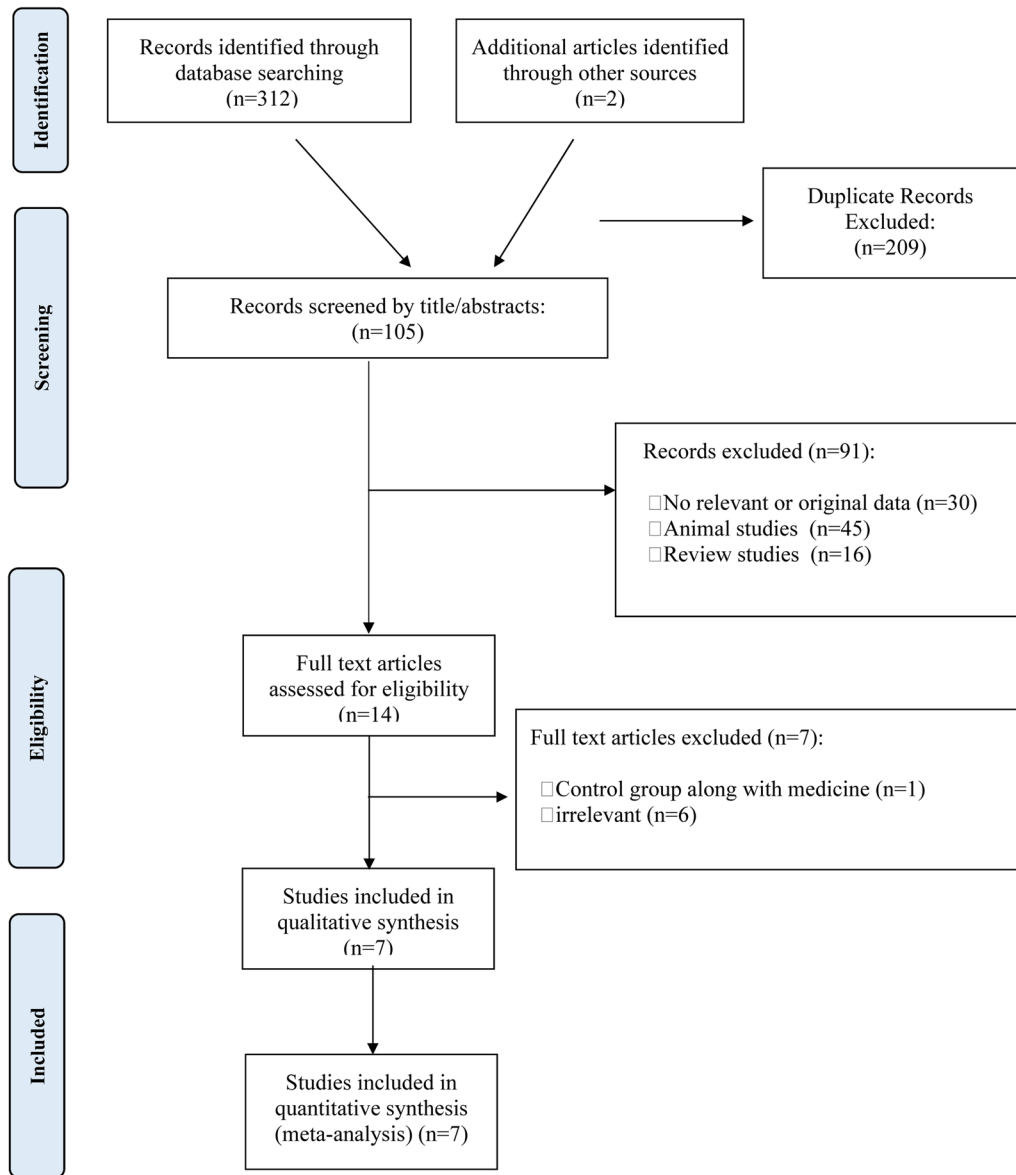 Identification
Records identified through
database searching
(n=312)
Additional articles identified
through other sources
(n=2)
Duplicate Records
Excluded:
(n=209)
Screening
Records screened by title/abstracts:
(n=105)
Records excluded (n=91):
□No relevant or original data (n=30)
□Animal studies (n=45)
□Review studies (n=16)
Eligibility
Full text articles
assessed for eligibility
(n=14)
Full text articles excluded (n=7):
□Control group along with medicine (n=1)
□irrelevant (n=6)
Studies included in
qualitative synthesis
(n=7)
Included
Studies included in
quantitative synthesis
(meta-analysis) (n=7)